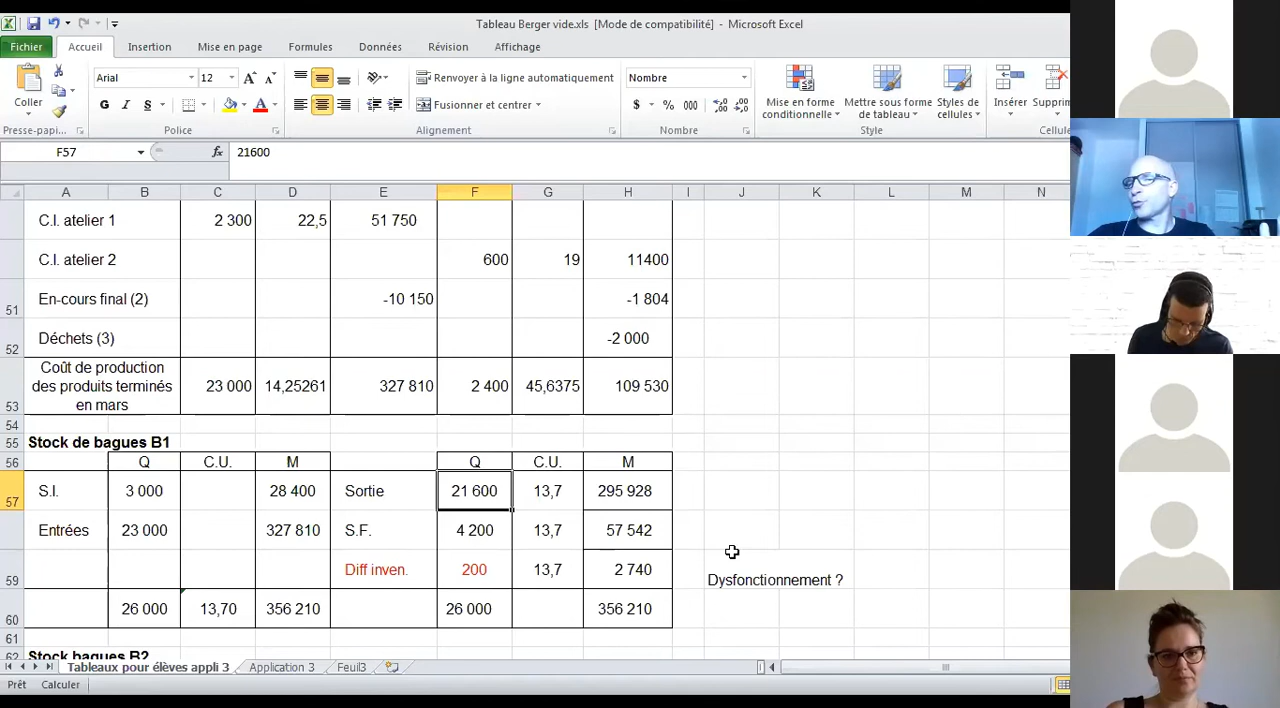 Tableau Berger vide.xls [Mode de compatibilité] - Microsoft Excel
Fichier Accueil Insertion Mise en page Formules Données Révision Affichage
Coller
Arial 12
G I S
Renvoyer à la ligne automatiquement
Fusionner et centrer
Nombre
$ % 000
Mise en forme conditionnelle
Mettre sous forme de tableau
Styles de cellules
Insérer
Supprim
Presse-papi... Police Alignement Nombre Style Cellule
F57 fx 21600
A B C D E F G H I J K L M N
C.I. atelier 1 2 300 22,5 51 750
C.I. atelier 2 600 19 11400
51 En-cours final (2) -10 150 -1 804
52 Déchets (3) -2 000
53 Coût de production des produits terminés en mars 23 000 14,25261 327 810 2 400 45,6375 109 530
54
55 Stock de bagues B1
56 Q C.U. M Q C.U. M
57 S.I. 3 000 28 400 Sortie 21 600 13,7 295 928
Entrées 23 000 327 810 S.F. 4 200 13,7 57 542
59 Diff inven. 200 13,7 2 740 Dysfonctionnement ?
60 26 000 13,70 356 210 26 000 356 210
61
62 Stock bagues B2
Tableaux pour élèves appli 3 Application 3 Feuil3
Prêt Calculer